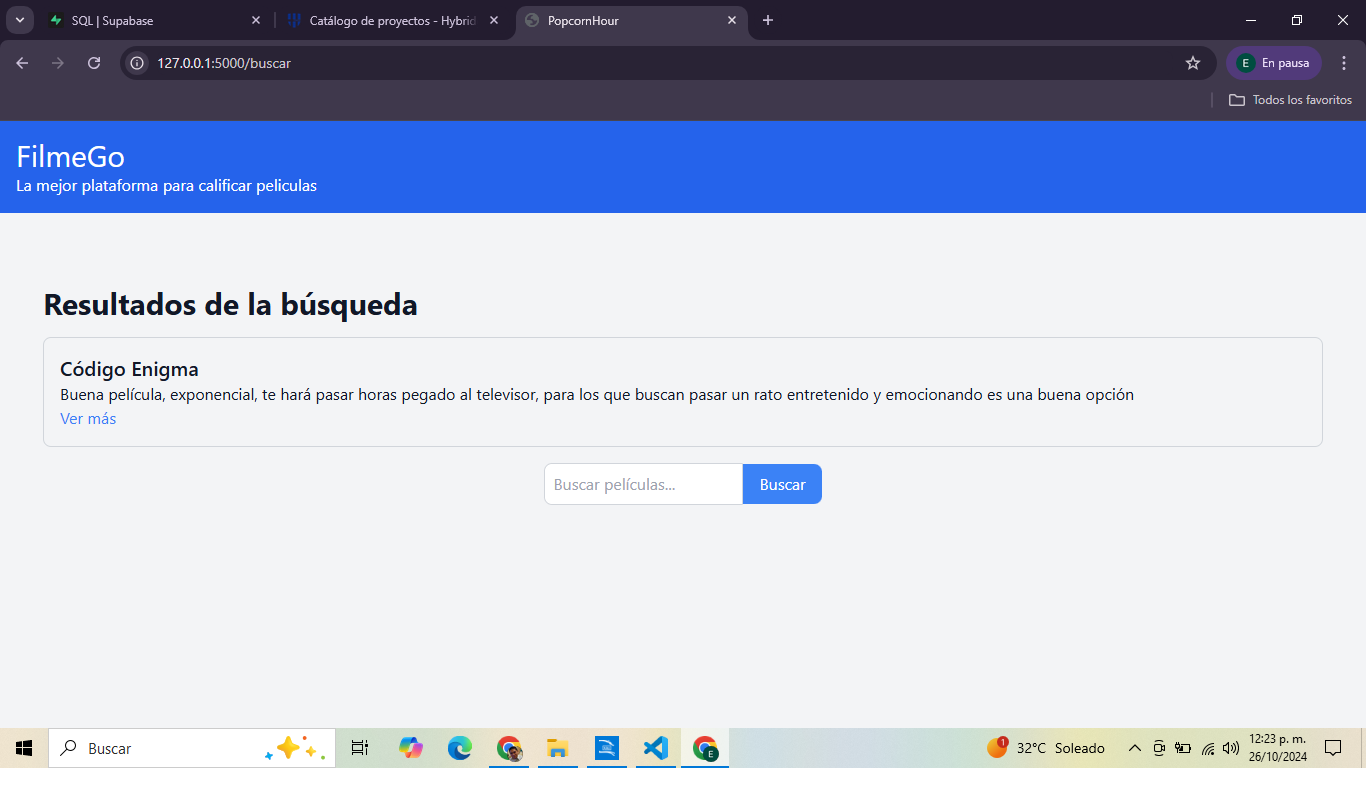 SQL | Supabase
Catálogo de proyectos - Hybrid
PopcornHour
127.0.0.1:5000/buscar
E
En pausa
Todos los favoritos
FilmeGo
La mejor plataforma para calificar peliculas
Resultados de la búsqueda
Código Enigma
Buena película, exponencial, te hará pasar horas pegado al televisor, para los que buscan pasar un rato entretenido y emocionando es una buena opción
Ver más
Buscar películas...
Buscar
Buscar
E
1
32°C Soleado
12:23 p. m.
26/10/2024